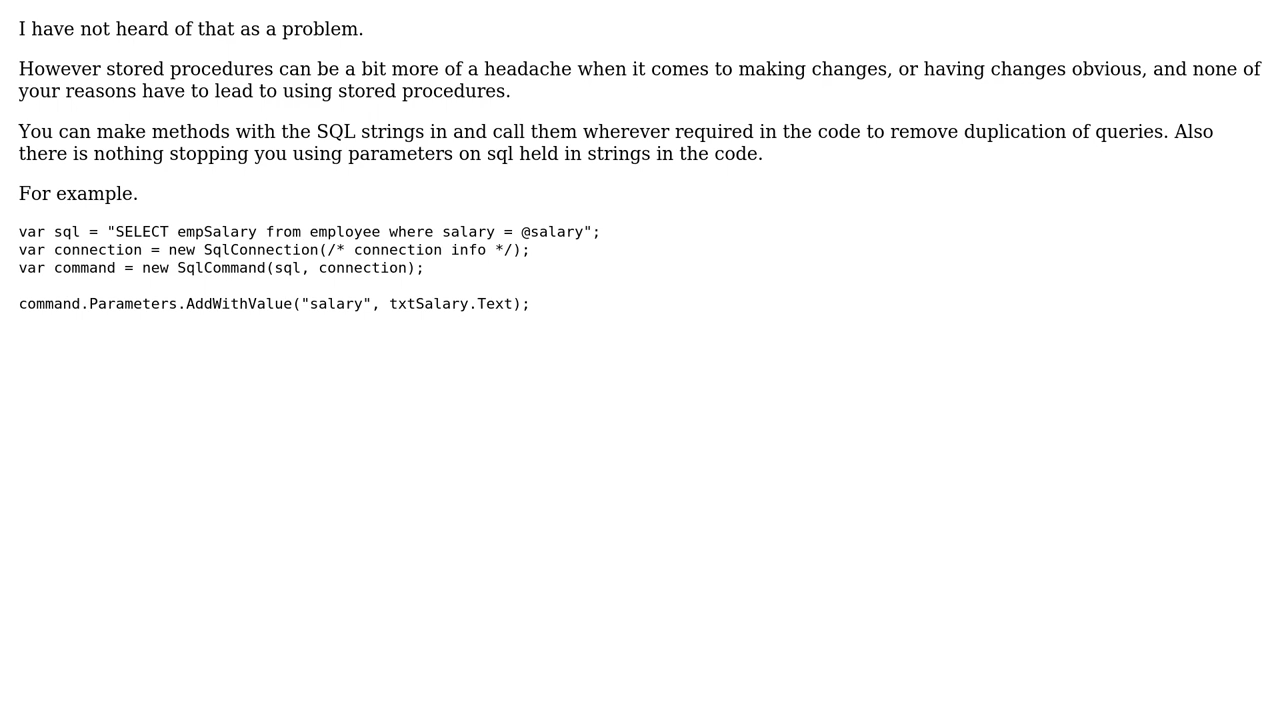 I have not heard of that as a problem.
However stored procedures can be a bit more of a headache when it comes to making changes, or having changes obvious, and none of
your reasons have to lead to using stored procedures.
You can make methods with the SQL strings in and call them wherever required in the code to remove duplication of queries. Also
there is nothing stopping you using parameters on sql held in strings in the code.
For example.
var sql = "SELECT empSalary from employee where salary = @salary";
var connection = new SqlConnection(/* connection info */);
var command = new SqlCommand(sql, connection);
command.Parameters.AddWithValue("salary", txtSalary.Text);